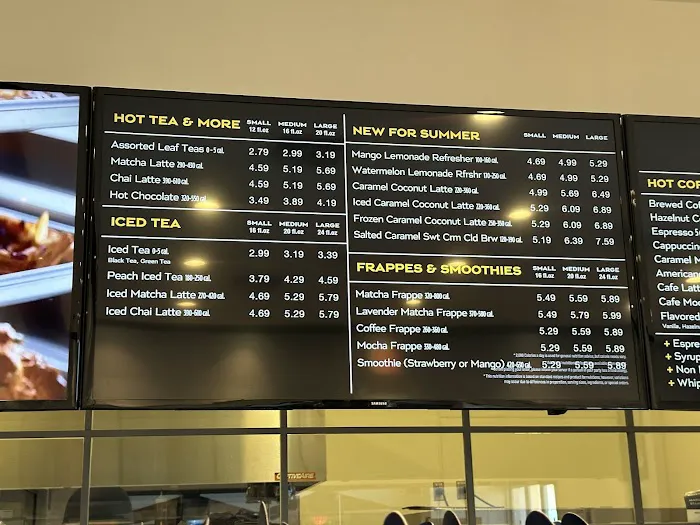 HOT TEA & MORE SMALL 12 fl.oz MEDIUM 16 fl.oz LARGE 20 fl.oz
Assorted Leaf Teas 0-5 cal. 2.79 2.99 3.19
Matcha Latte 280-450 cal. 4.59 5.19 5.69
Chai Latte 390-600 cal. 4.59 5.19 5.69
Hot Chocolate 320-550 cal. 3.49 3.89 4.19
ICED TEA SMALL 16 fl.oz MEDIUM 20 fl.oz LARGE 24 fl.oz
Iced Tea 0-5 cal. 2.99 3.19 3.39
Black Tea, Green Tea
Peach Iced Tea 180-250 cal. 3.79 4.29 4.59
Iced Matcha Latte 270-420 cal. 4.69 5.29 5.79
Iced Chai Latte 390-600 cal. 4.69 5.29 5.79
NEW FOR SUMMER SMALL MEDIUM LARGE
Mango Lemonade Refresher 100-160 cal. 4.69 4.99 5.29
Watermelon Lemonade Rfrshr 4.69 4.99 5.29
Caramel Coconut Latte 220-360 cal. 4.99 5.69 6.49
Iced Caramel Coconut Latte 220-360 cal. 5.29 6.09 6.89
Frozen Caramel Coconut Latte 5.29 6.09 6.89
Salted Caramel Swt Crm Cld Brw 5.19 6.39 7.59
FRAPPES & SMOOTHIES SMALL 16 fl.oz MEDIUM 20 fl.oz LARGE 24 fl.oz
Matcha Frappe 5.49 5.59 5.89
Lavender Matcha Frappe 5.49 5.79 5.99
Coffee Frappe 260-360 cal. 5.29 5.59 5.89
Mocha Frappe 5.29 5.59 5.89
Smoothie (Strawberry or Mango) 5.29 5.59 5.89
SAMSUNG
HOT COF
Brewed Cof
Hazelnut C
Espresso
Cappuccin
Caramel M
American
Cafe Latt
Cafe Moc
Flavored
Vanilla, Hazeln
+ Espre
+ Syrup
+ Non
+ Whip